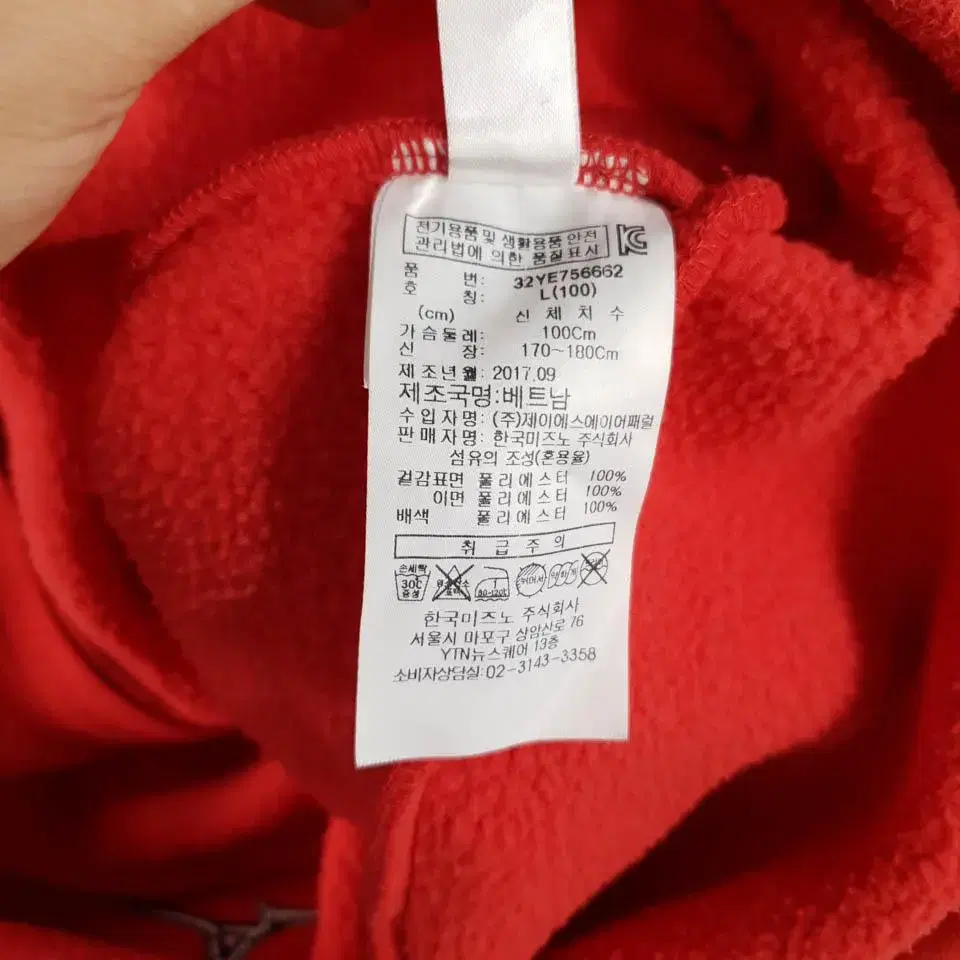 전기용품및 생활용품 안전
관리법에 의한 품질표시
품 번: 32YE756662
호 칭: L(100)
(cm) 신체치수
가슴둘레: 100Cm
신 장: 170~180Cm
제조년월: 2017.09
제조국명:베트남
수입자명: (주)제이에스에이어패럴
판매자명: 한국미즈노 주식회사
섬유의 조성(혼용율)
겉감표면 폴리에스터 100%
이면 폴리에스터 100%
배색 폴리에스터 100%
취급주의
손세탁
30C
중성
80-120℃
한국미즈노 주식회사
서울시 마포구 상암산로 76
YTN뉴스퀘어 13층
소비자상담실:02-3143-3358